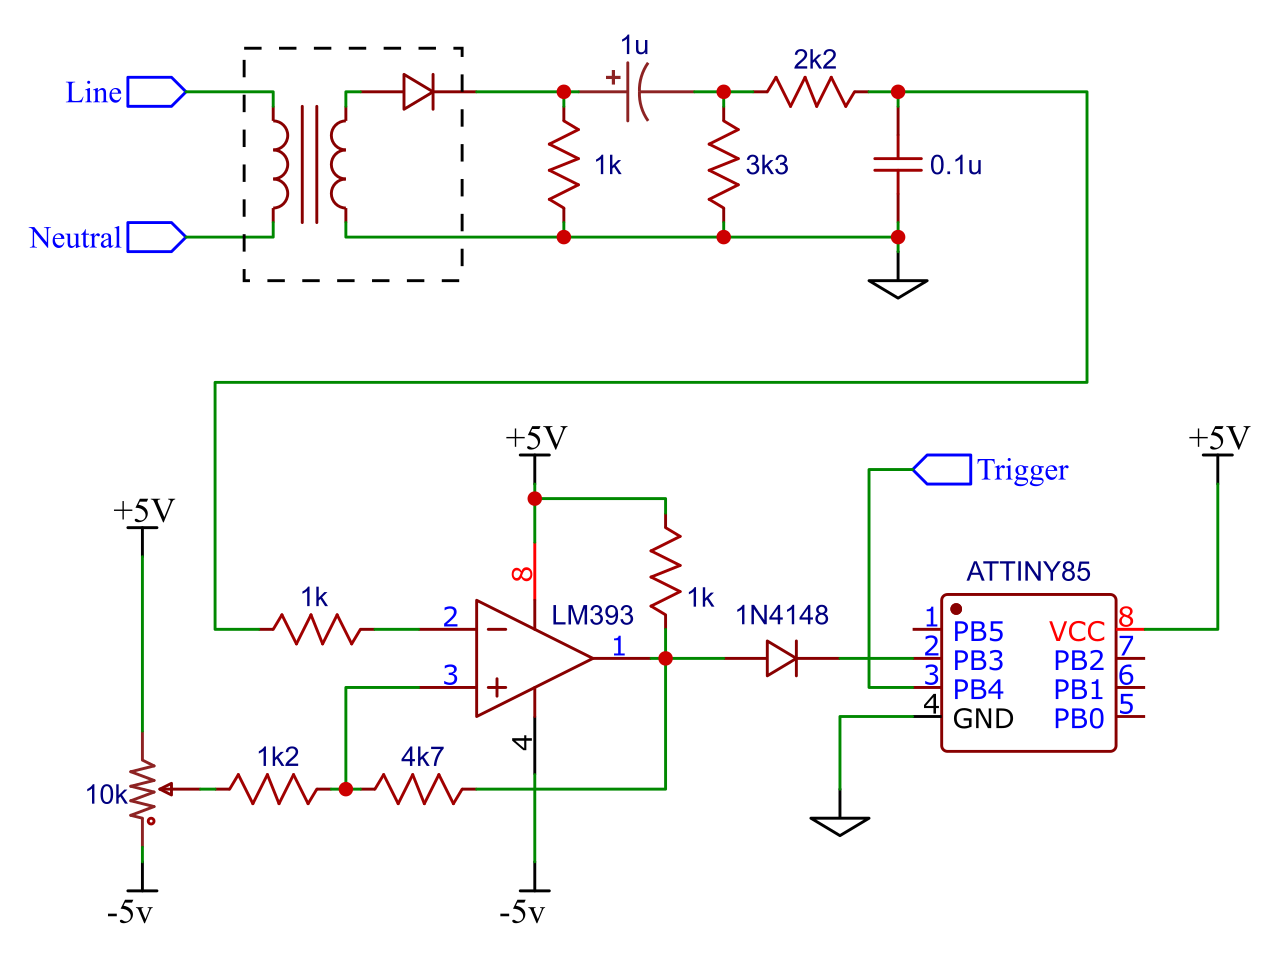 1u
2k2
Line
1k
3k3
0.1u
Neutral
+5V
+5V
Trigger
+5V
ATTINY85
8
1k
2
LM393
1k
1N4148
1
3
4
1 PB5 VCC 8
2 PB3 PB2 7
3 PB4 PB1 6
4 GND PB0 5
1k2
4k7
10k
-5v
-5v